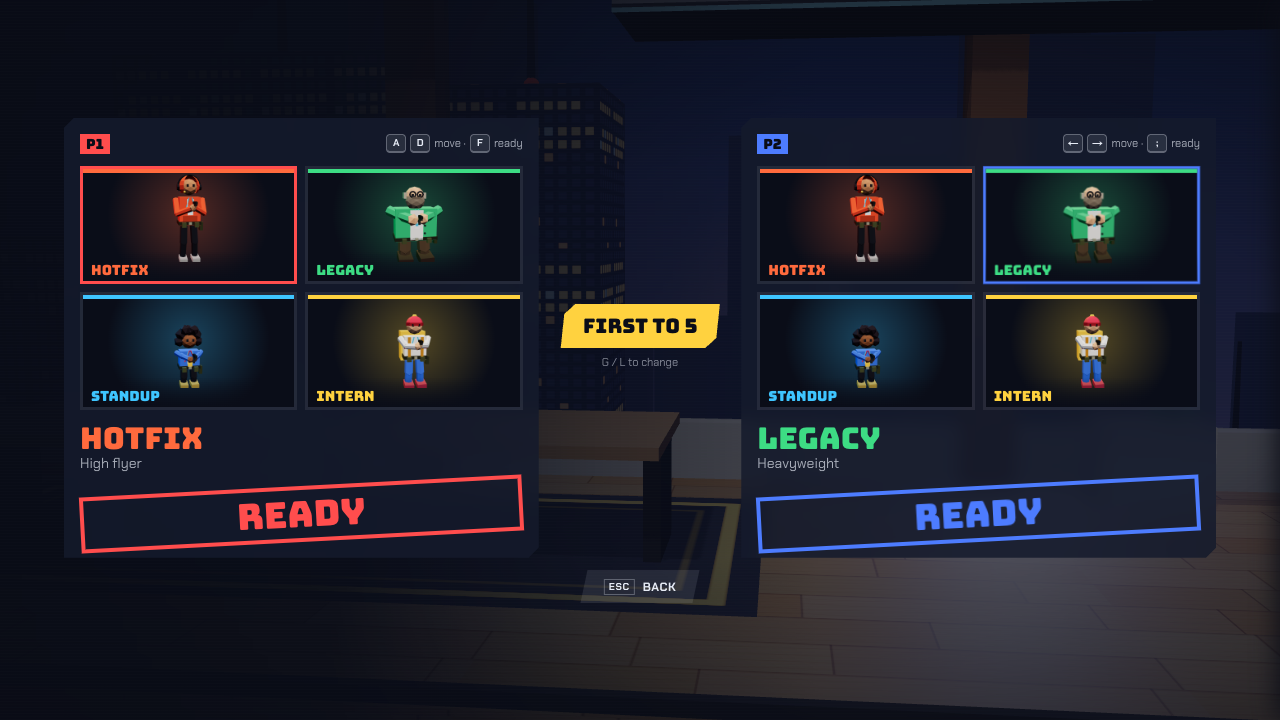 P1
A D move · F ready
HOTFIX
LEGACY
STANDUP
INTERN
HOTFIX
High flyer
READY
FIRST TO 5
G / L to change
P2
← → move · ; ready
HOTFIX
LEGACY
STANDUP
INTERN
LEGACY
Heavyweight
READY
ESC BACK